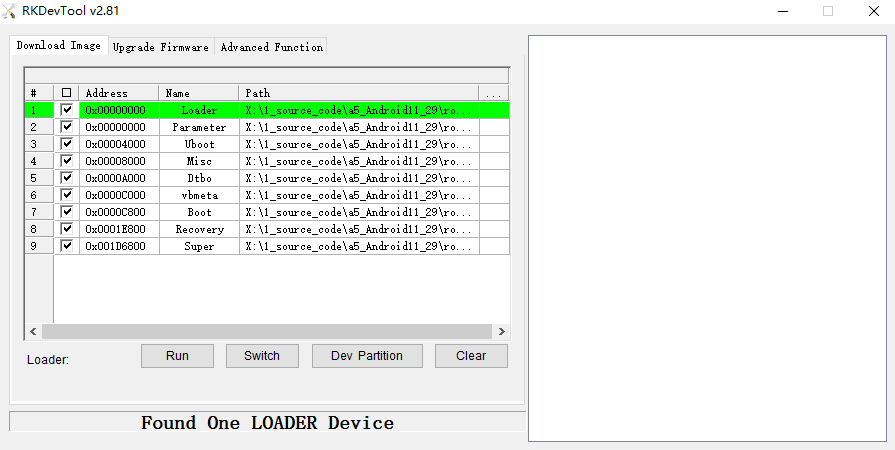 RKDevTool v2.81
Download Image Upgrade Firmware Advanced Function
# Address Name Path ...
1 0x00000000 Loader X:\1_source_code\a5_Android11_29\ro...
2 0x00000000 Parameter X:\1_source_code\a5_Android11_29\ro...
3 0x00004000 Uboot X:\1_source_code\a5_Android11_29\ro...
4 0x00008000 Misc X:\1_source_code\a5_Android11_29\ro...
5 0x0000A000 Dtbo X:\1_source_code\a5_Android11_29\ro...
6 0x0000C000 vbmeta X:\1_source_code\a5_Android11_29\ro...
7 0x0000C800 Boot X:\1_source_code\a5_Android11_29\ro...
8 0x0001E800 Recovery X:\1_source_code\a5_Android11_29\ro...
9 0x001D6800 Super X:\1_source_code\a5_Android11_29\ro...
Loader: Run Switch Dev Partition Clear
Found One LOADER Device